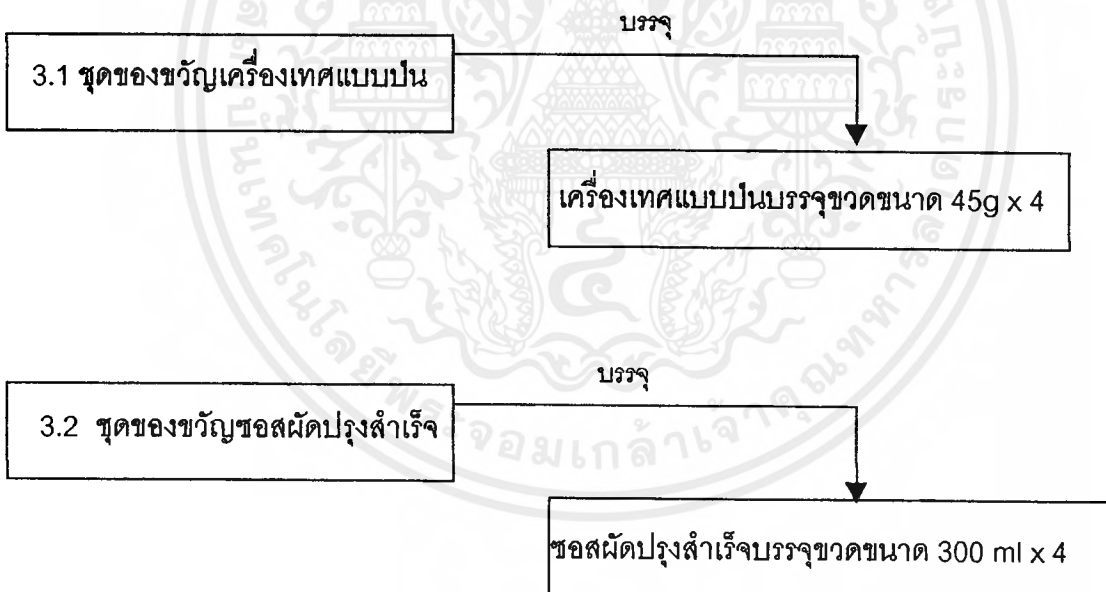 บรรจุ
3.1 ชุดของขวัญเครื่องเทศแบบป่น
เครื่องเทศแบบป่นบรรจุขวดขนาด 45g x 4
บรรจุ
3.2 ชุดของขวัญซอสผัดปรุงสำเร็จ
ซอสผัดปรุงสำเร็จบรรจุขวดขนาด 300 ml x 4